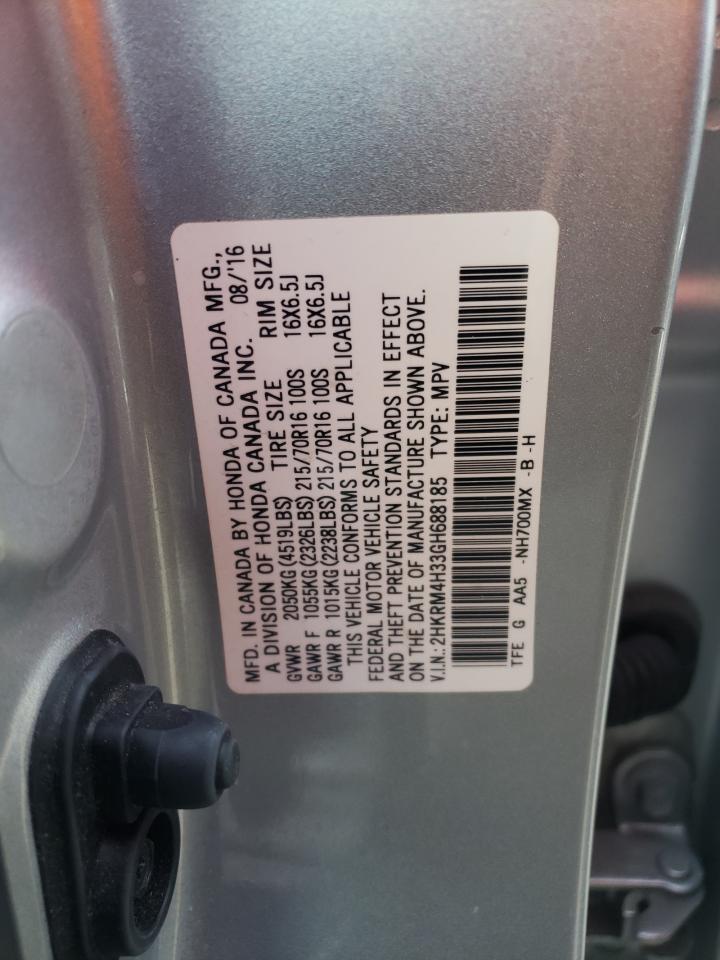 MFD. IN CANADA BY HONDA OF CANADA MFG.,
A DIVISION OF HONDA CANADA INC. 08/'16
GVWR 2050KG(4519LBS) TIRE SIZE RIM SIZE
GAWR F 1055KG(2326LBS) 215/70R16 100S 16X6.5J
GAWR R 1015KG(2238LBS) 215/70R16 100S 16X6.5J
THIS VEHICLE CONFORMS TO ALL APPLICABLE
FEDERAL MOTOR VEHICLE SAFETY
AND THEFT PREVENTION STANDARDS IN EFFECT
ON THE DATE OF MANUFACTURE SHOWN ABOVE.
V.I.N.: 2HKRM4H33GH688185 TYPE: MPV
TFE G AA5 -NH700MX -B -H